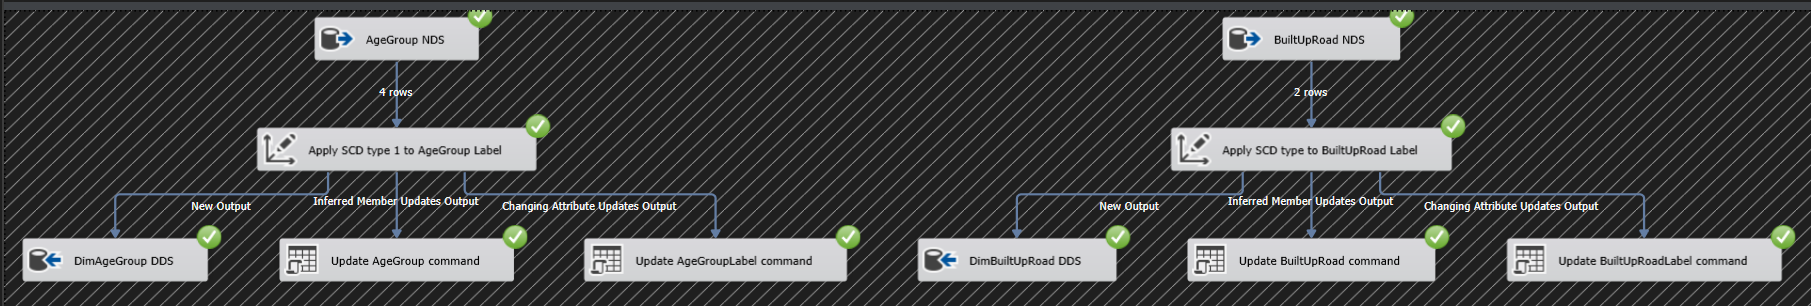 AgeGroup NDS
4 rows
Apply SCD type 1 to AgeGroup Label
New Output
Inferred Member Updates Output
Changing Attribute Updates Output
DimAgeGroup DDS
Update AgeGroup command
Update AgeGroupLabel command
BuiltUpRoad NDS
2 rows
Apply SCD type to BuiltUpRoad Label
New Output
Inferred Member Updates Output
Changing Attribute Updates Output
DimBuiltUpRoad DDS
Update BuiltUpRoad command
Update BuiltUpRoadLabel command